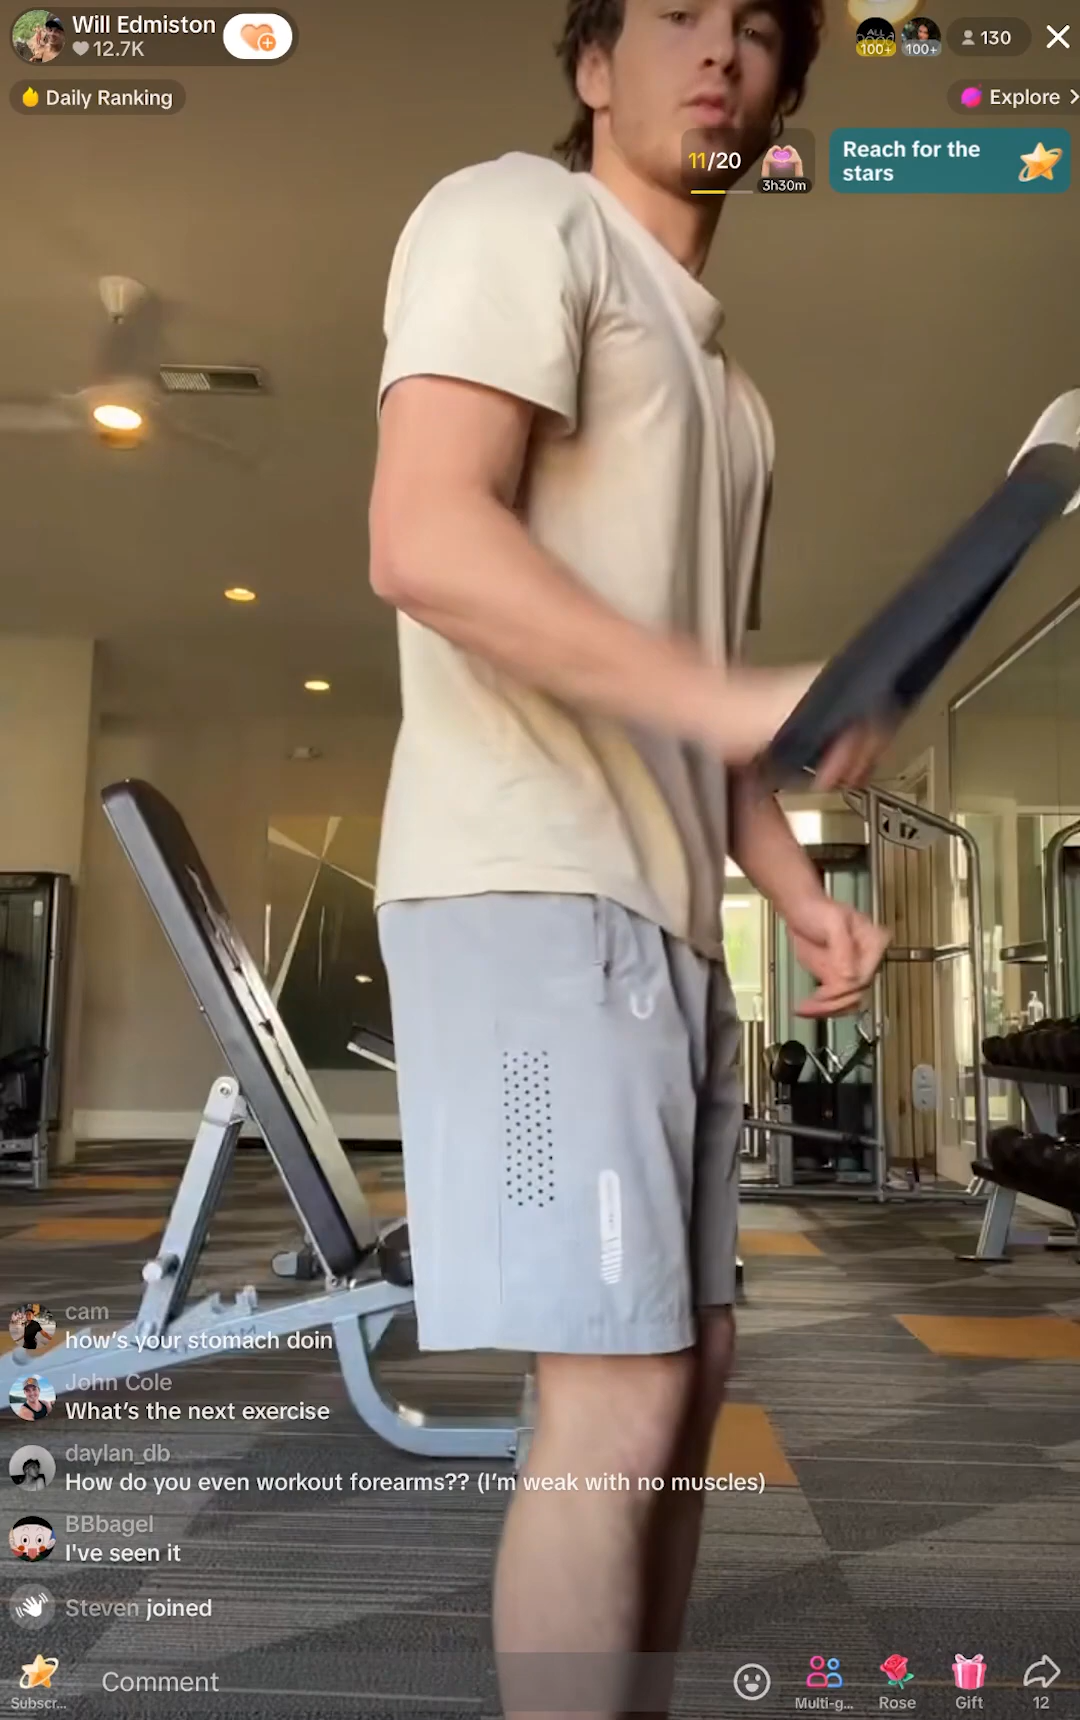 Will Edmiston
12.7K
100+
100+
130
Daily Ranking
Explore
11/20
3h30m
Reach for the
stars
cam
how's your stomach doin
John Cole
What's the next exercise
daylan_db
How do you even workout forearms?? (I'm weak with no muscles)
BBbagel
I've seen it
Steven joined
Subscr...
Comment
Multi-g...
Rose
Gift
12